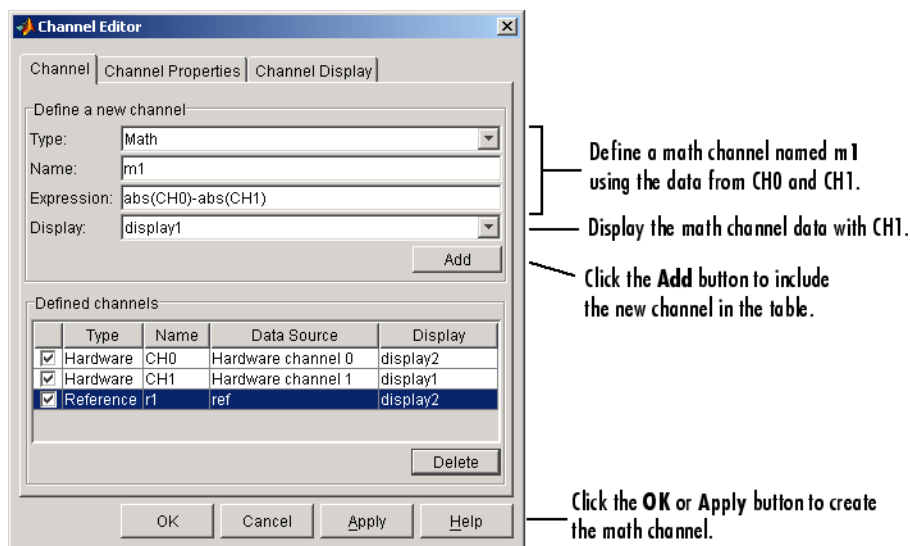 Channel Editor
Channel Channel Properties Channel Display
Define a new channel
Type: Math
Name: m1
Expression: abs(CH0)-abs(CH1)
Display: display1
Add
Defined channels
Type Name Data Source Display
Hardware CH0 Hardware channel 0 display2
Hardware CH1 Hardware channel 1 display1
Reference r1 ref display2
Delete
OK Cancel Apply Help
Define a math channel named m1
using the data from CH0 and CH1.
Display the math channel data with CH1.
Click the Add button to include
the new channel in the table.
Click the OK or Apply button to create
the math channel.